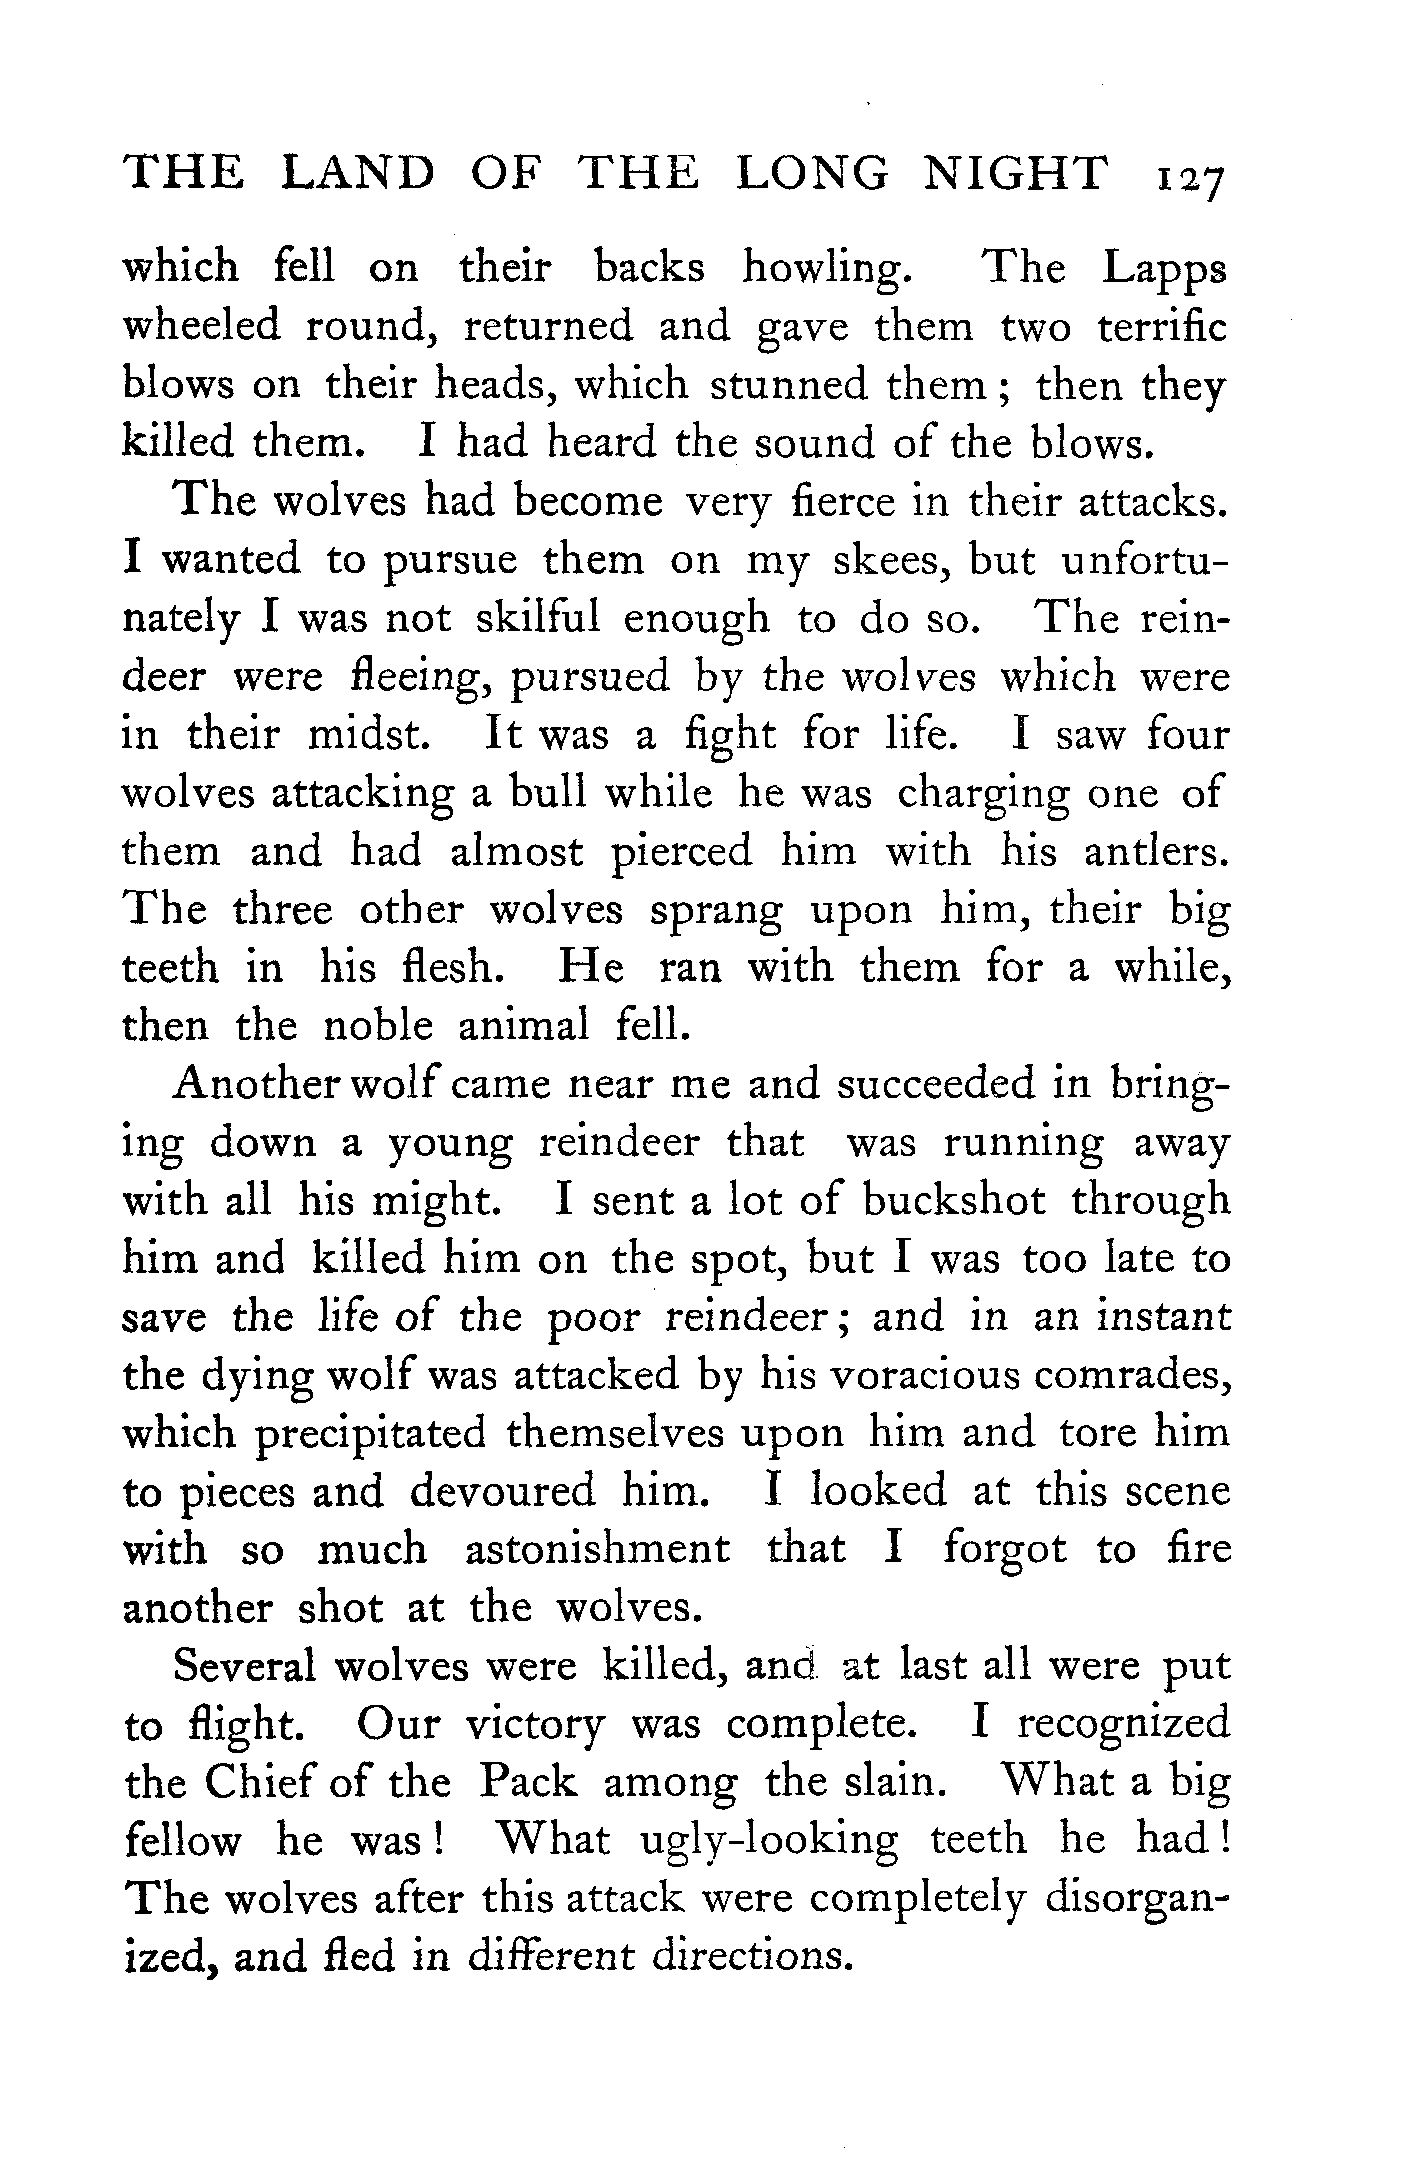 THE LAND OF THE LONG NIGHT 127
which fell on their backs howling. The Lapps
wheeled round, returned and gave them two terrific
blows on their heads, which stunned them; then they
killed them. I had heard the sound of the blows.
The wolves had become very fierce in their attacks.
I wanted to pursue them on my skees, but unfortu-
nately I was not skilful enough to do so. The rein-
deer were fleeing, pursued by the wolves which were
in their midst. It was a fight for life. I saw four
wolves attacking a bull while he was charging one of
them and had almost pierced him with his antlers.
The three other wolves sprang upon him, their big
teeth in his flesh. He ran with them for a while,
then the noble animal fell.
Another wolf came near me and succeeded in bring-
ing down a young reindeer that was running away
with all his might. I sent a lot of buckshot through
him and killed him on the spot, but I was too late to
save the life of the poor reindeer; and in an instant
the dying wolf was attacked by his voracious comrades,
which precipitated themselves upon him and tore him
to pieces and devoured him. I looked at this scene
with so much astonishment that I forgot to fire
another shot at the wolves.
Several wolves were killed, and at last all were put
to flight. Our victory was complete. I recognized
the Chief of the Pack among the slain. What a big
fellow he was! What ugly-looking teeth he had!
The wolves after this attack were completely disorgan-
ized, and fled in different directions.